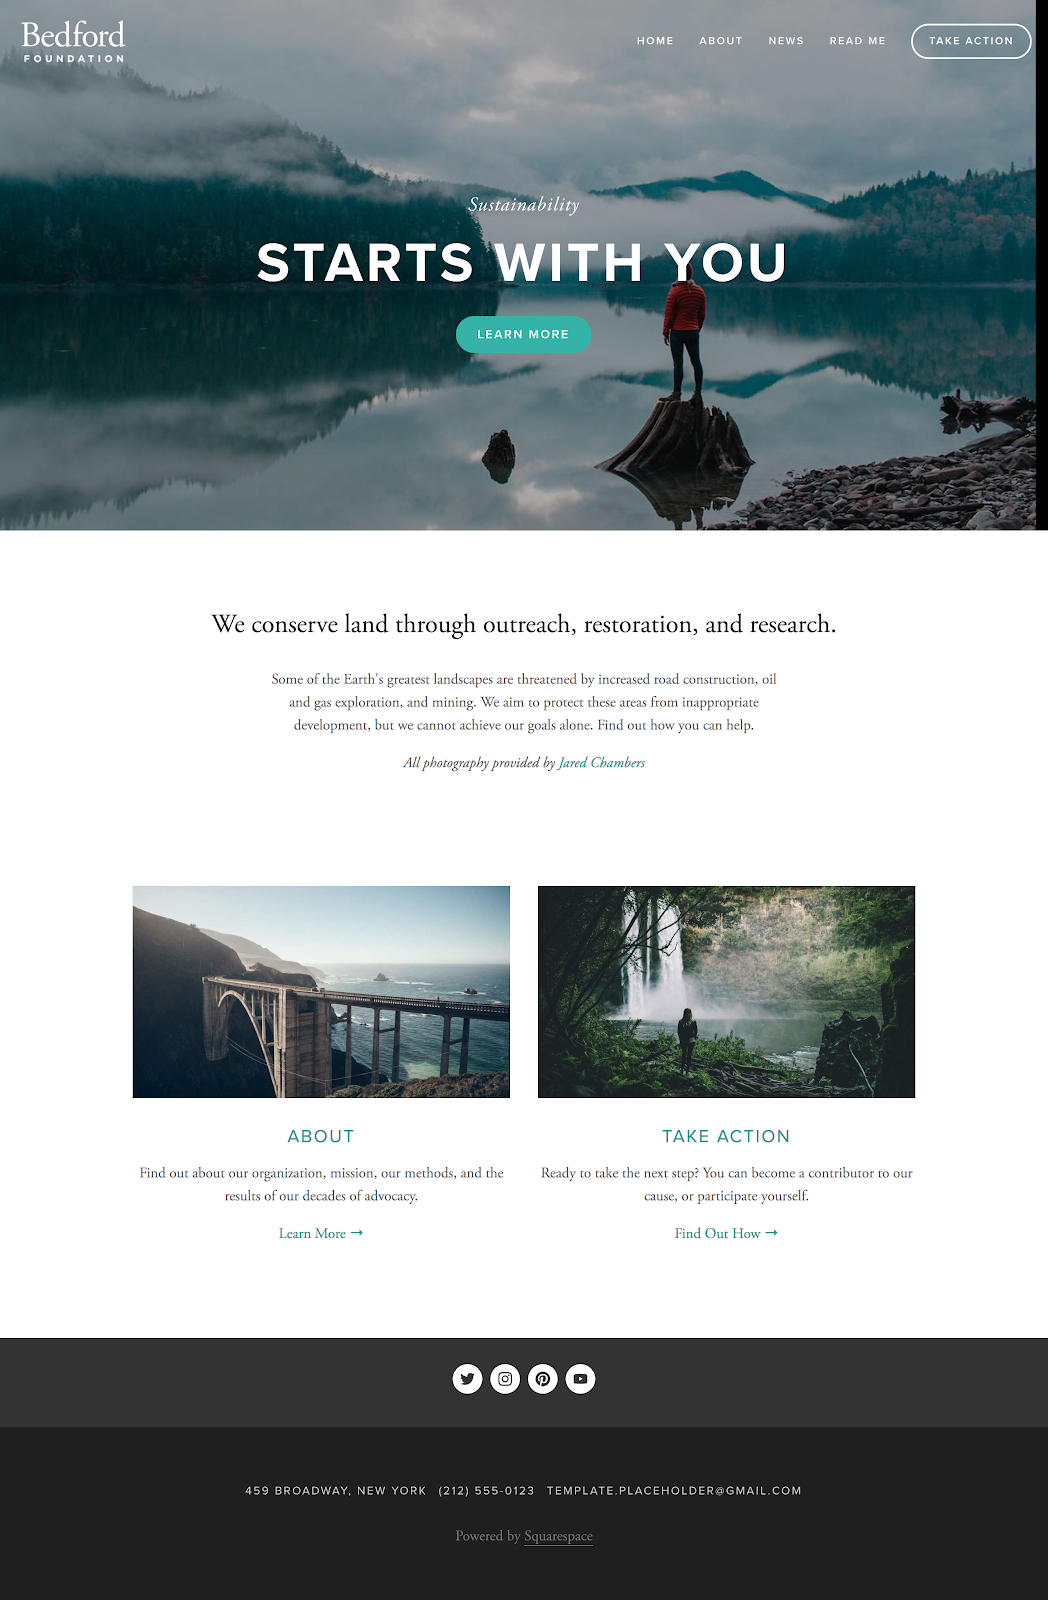 Bedford
FOUNDATION
HOME ABOUT NEWS READ ME TAKE ACTION
Sustainability
STARTS WITH YOU
LEARN MORE
We conserve land through outreach, restoration, and research.
Some of the Earth's greatest landscapes are threatened by increased road construction, oil
and gas exploration, and mining. We aim to protect these areas from inappropriate
development, but we cannot achieve our goals alone. Find out how you can help.
All photography provided by Jared Chambers
ABOUT
Find out about our organization, mission, our methods, and the
results of our decades of advocacy.
Learn More →
TAKE ACTION
Ready to take the next step? You can become a contributor to our
cause, or participate yourself.
Find Out How →
459 BROADWAY, NEW YORK (212) 555-0123 TEMPLATE.PLACEHOLDER@GMAIL.COM
Powered by Squarespace